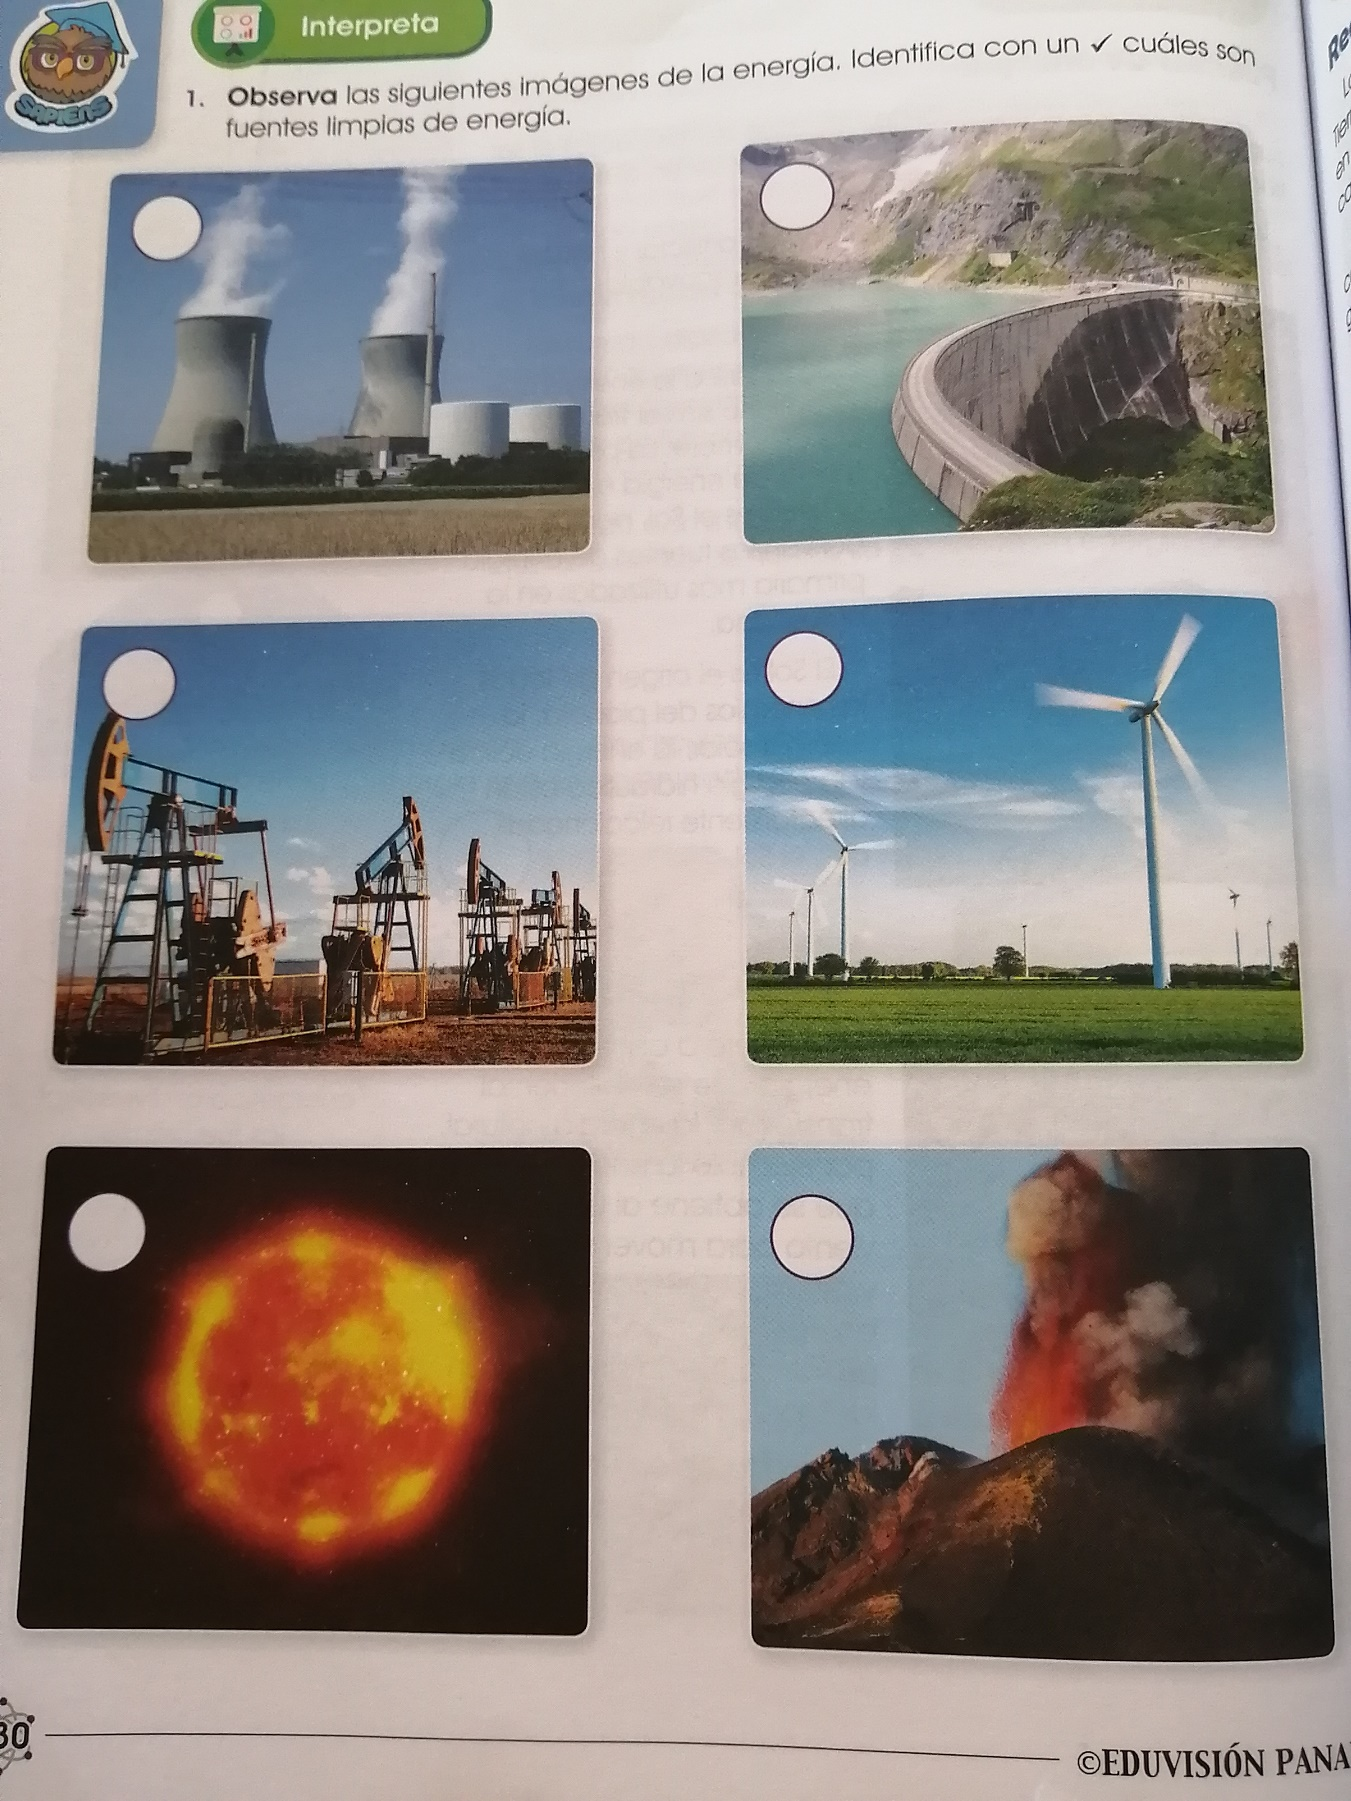 SAPIENS
Interpreta
1. Observa las siguientes imágenes de la energía. Identifica con un ✓ cuáles son
fuentes limpias de energía.
30
©EDUVISIÓN PANA